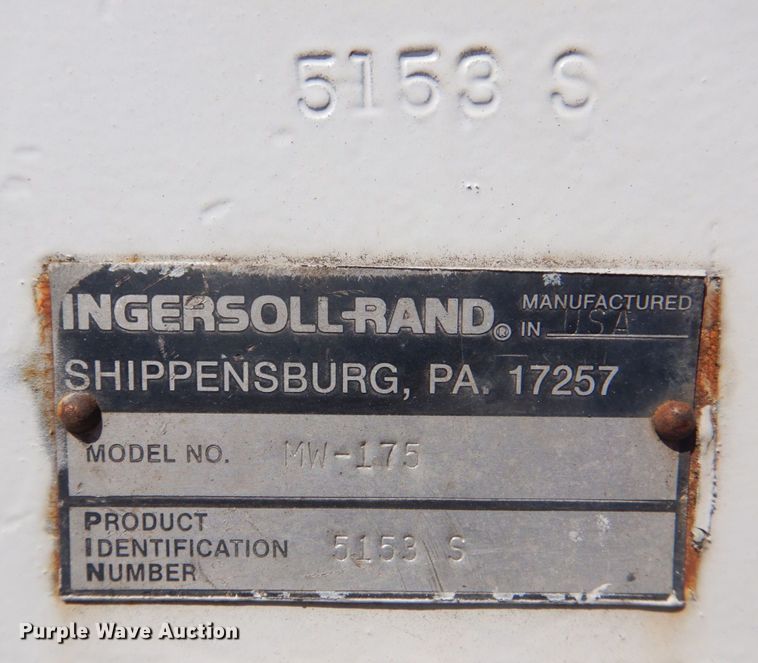 5153 S
INGERSOLL-RAND® MANUFACTURED IN USA
SHIPPENSBURG, PA. 17257
MODEL NO. MW-175
PRODUCT
IDENTIFICATION 5153 S
NUMBER
Purple Wave Auction